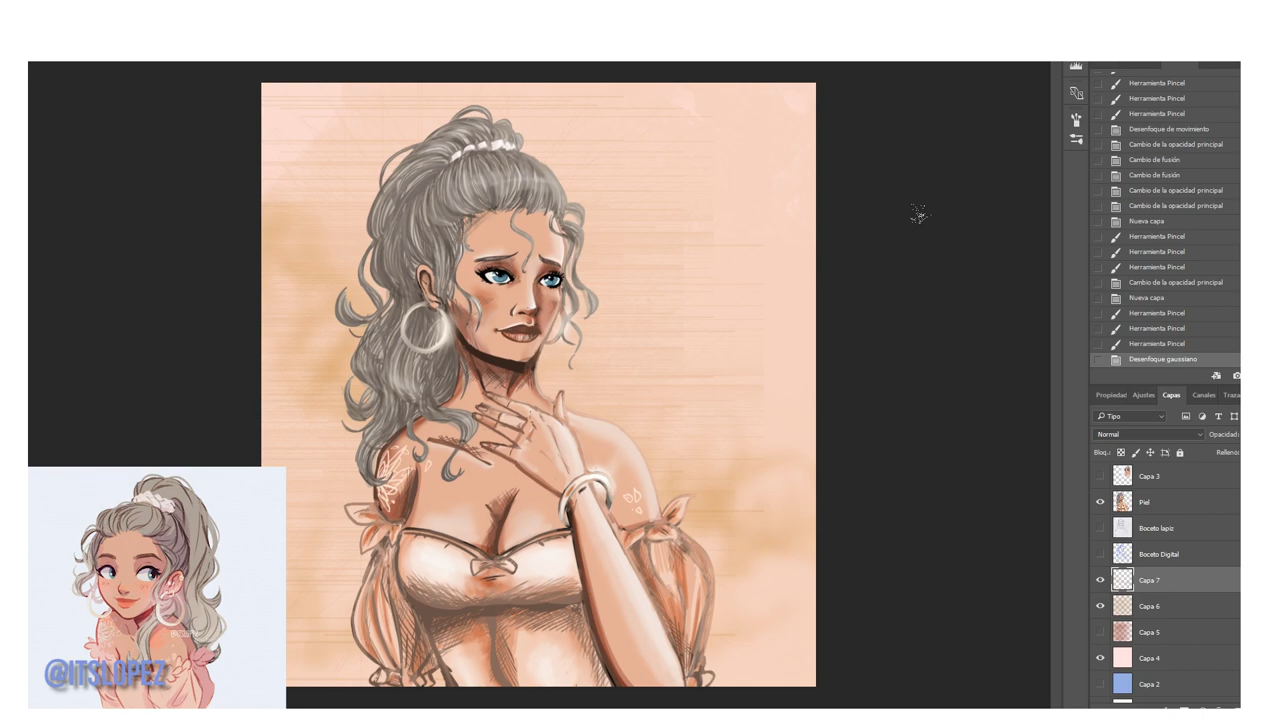 Herramienta Pincel
Herramienta Pincel
Herramienta Pincel
Desenfoque de movimiento
Cambio de la opacidad principal
Cambio de fusión
Cambio de fusión
Cambio de la opacidad principal
Cambio de la opacidad principal
Nueva capa
Herramienta Pincel
Herramienta Pincel
Herramienta Pincel
Cambio de la opacidad principal
Nueva capa
Herramienta Pincel
Herramienta Pincel
Herramienta Pincel
Desenfoque gaussiano
Propiedad Ajustes Capas Canales Traza
Tipo
Normal Opacidad:
Bloq.: Relleno
Capa 3
Piel
Boceto lapiz
Boceto Digital
Capa 7
Capa 6
Capa 5
Capa 4
Capa 2
@ITSLOPEZ